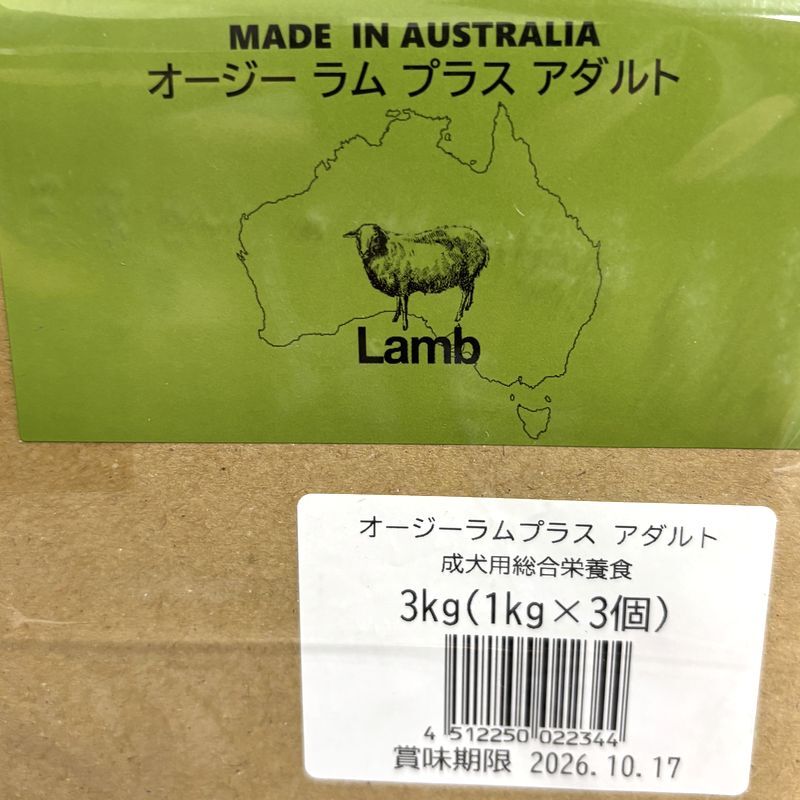 MADE IN AUSTRALIA
オージー ラム プラス アダルト
Lamb
オージーラムプラス アダルト
成犬用総合栄養食
3kg(1kg×3個)
4 512250 022344
賞味期限 2026.10.17